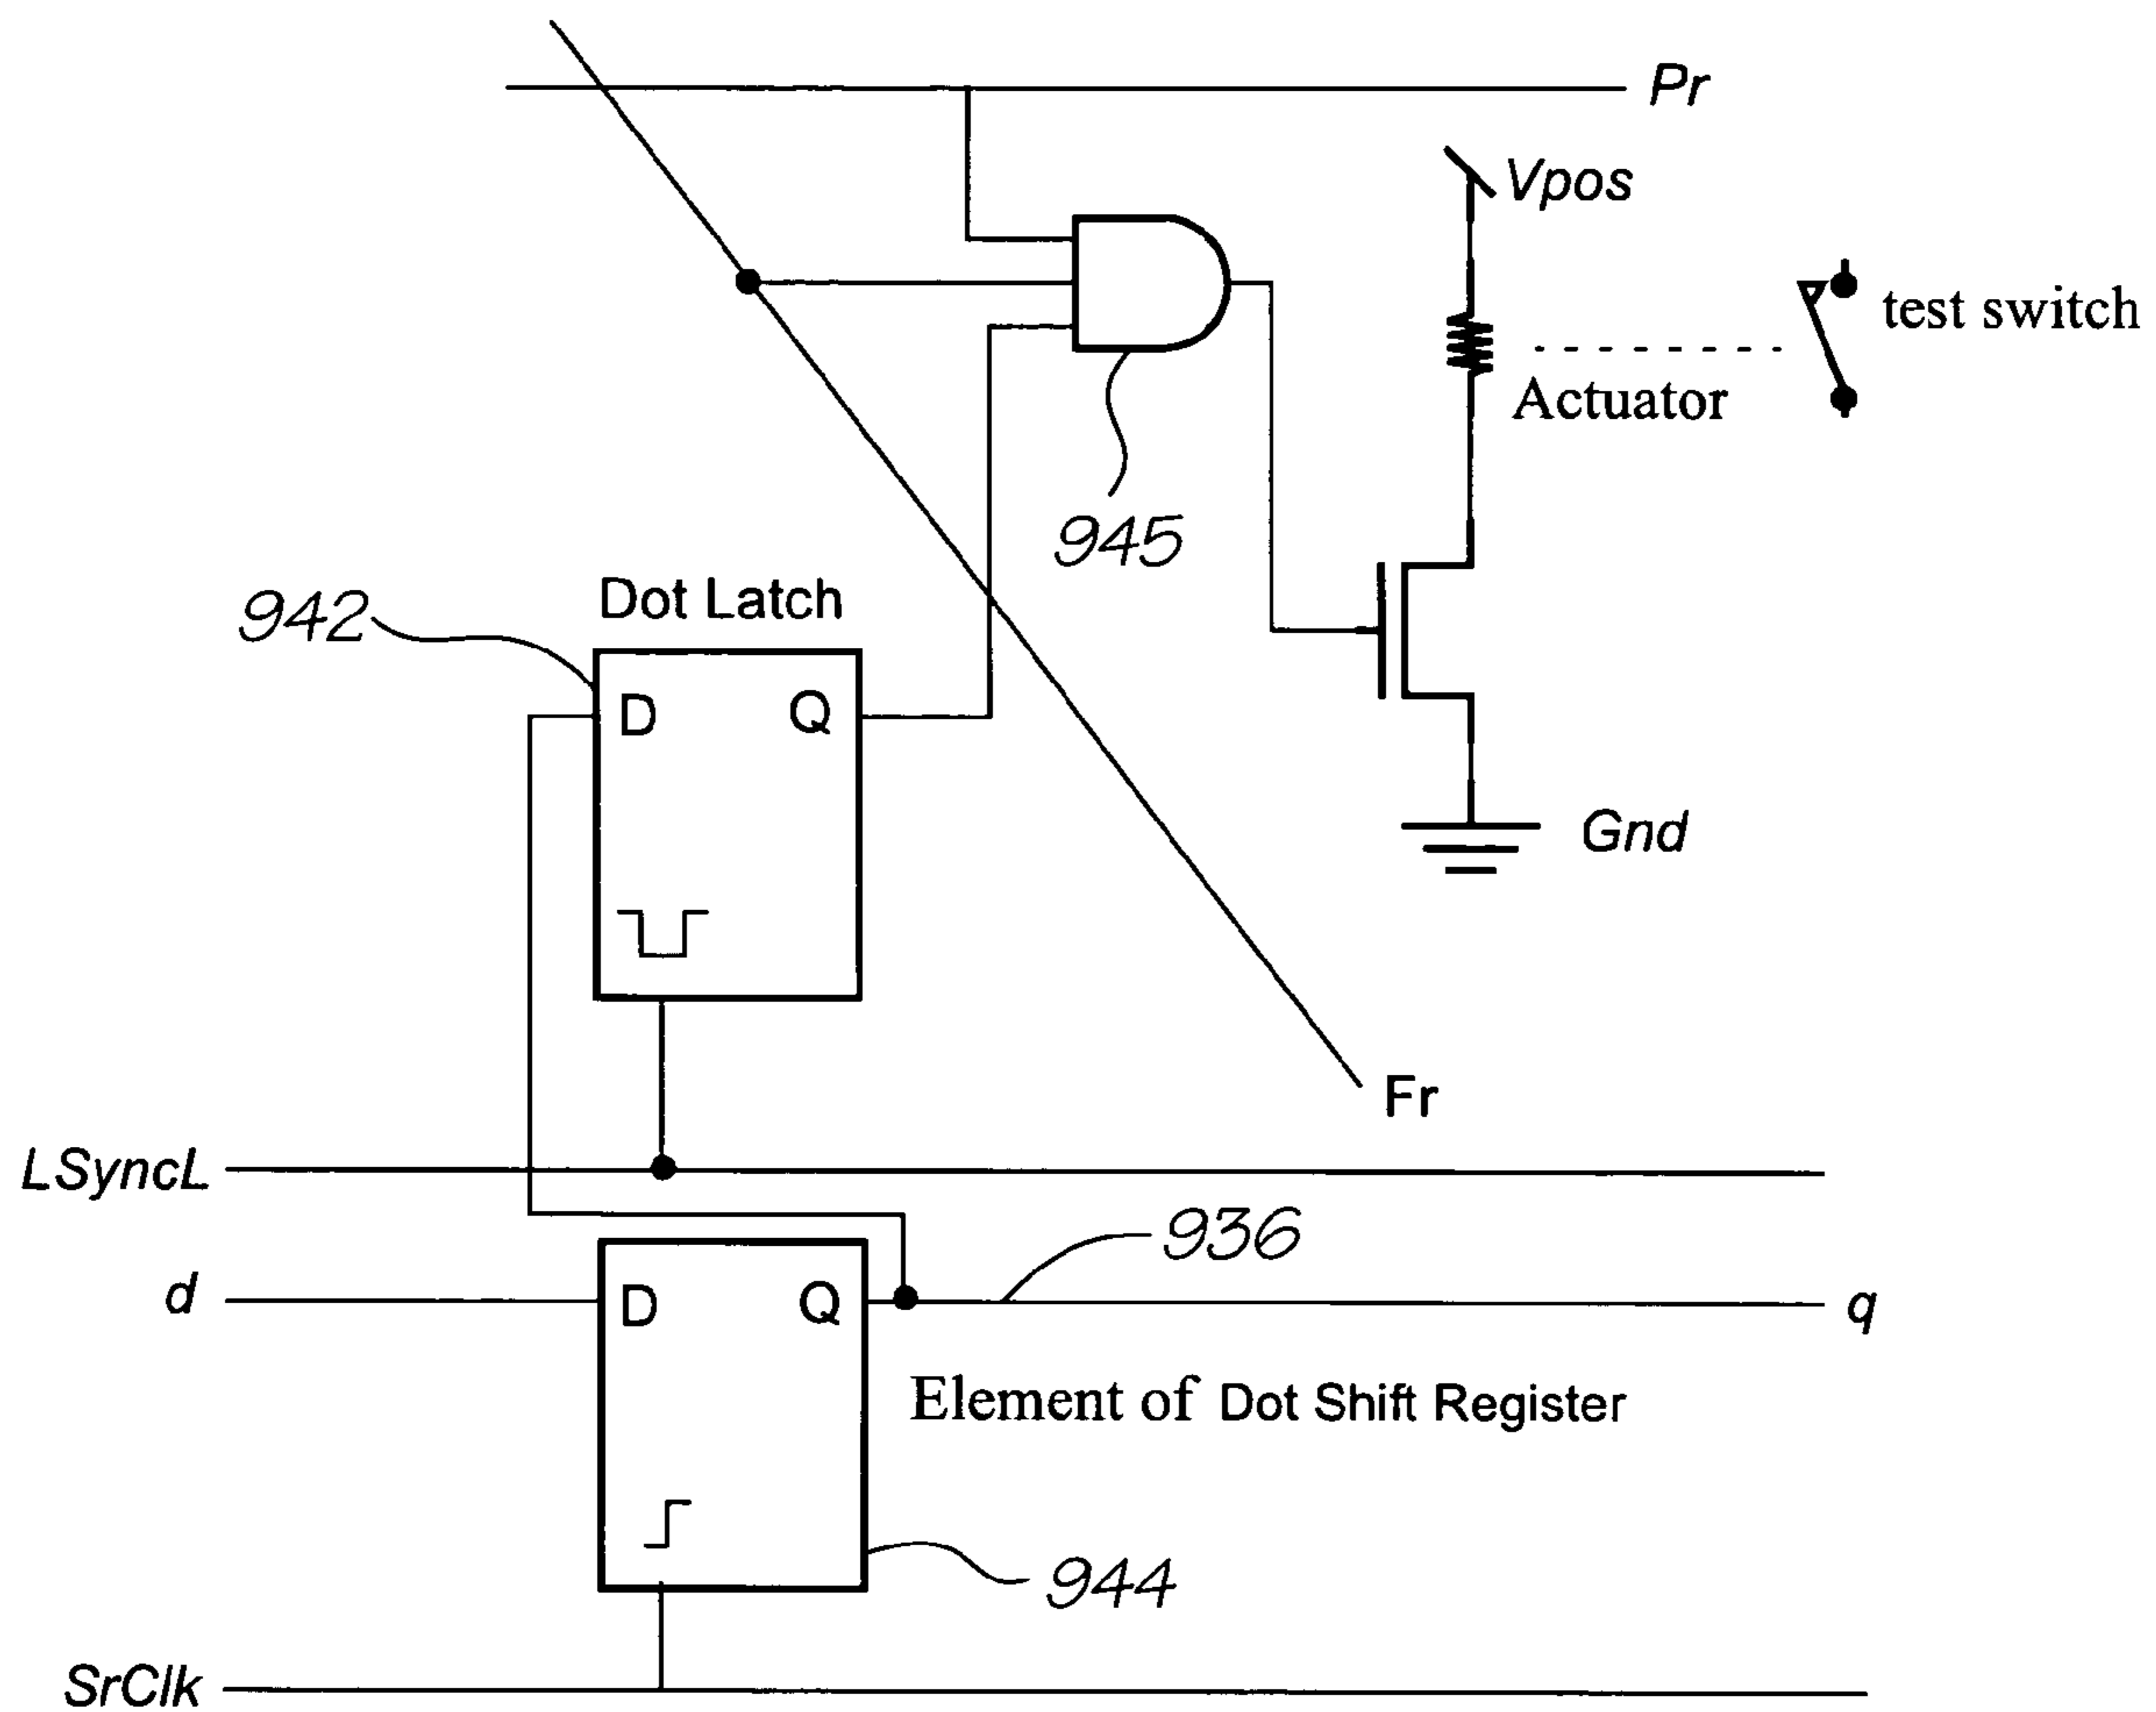 Pr
Vpos
test switch
Actuator
945
942
Dot Latch
D
Q
Gnd
Fr
LSyncL
936
d
D
Q
q
Element of Dot Shift Register
944
SrClk